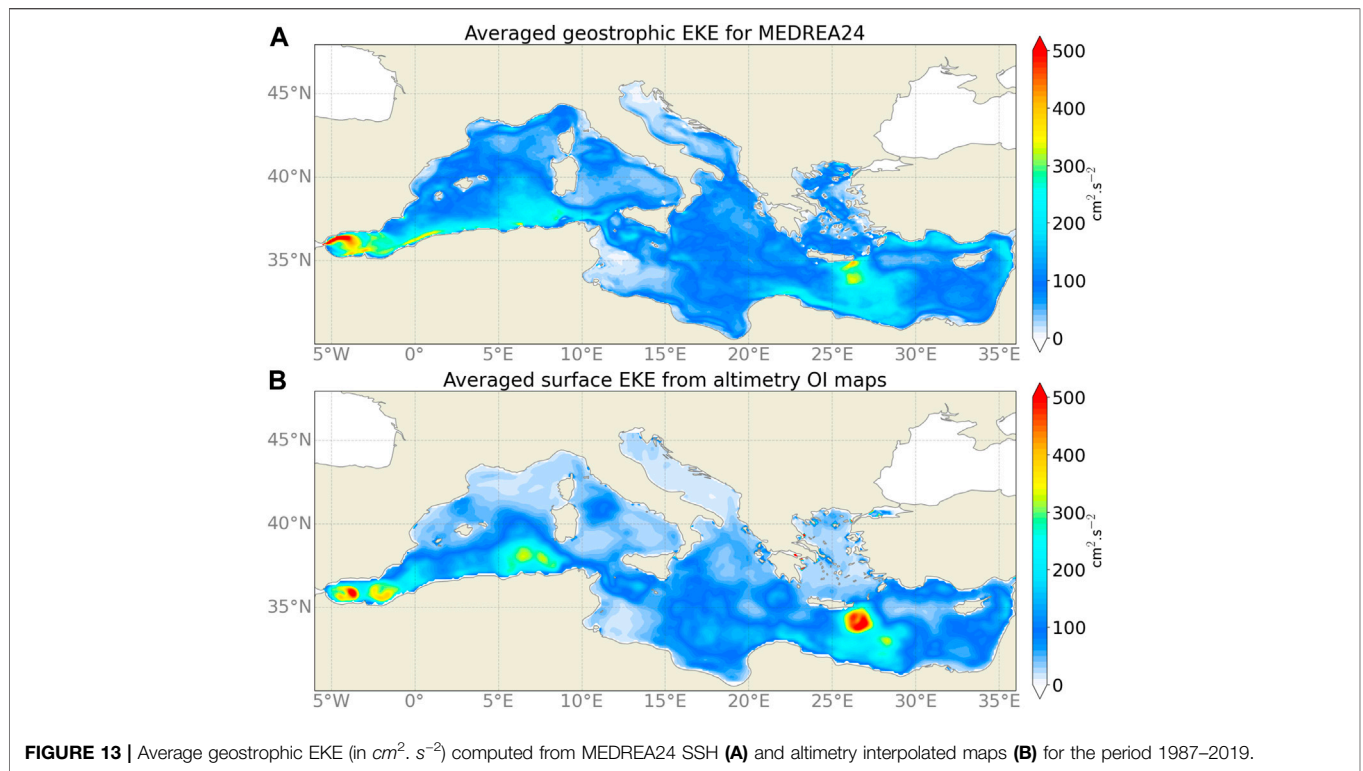 A
Averaged geostrophic EKE for MEDREA24
45°N
40°N
35°N
5°W 0° 5°E 10°E 15°E 20°E 25°E 30°E 35°E
500
400
300
200
100
0
cm².s⁻²
B
Averaged surface EKE from altimetry OI maps
45°N
40°N
35°N
5°W 0° 5°E 10°E 15°E 20°E 25°E 30°E 35°E
500
400
300
200
100
0
cm².s⁻²
FIGURE 13 | Average geostrophic EKE (in cm². s⁻²) computed from MEDREA24 SSH (A) and altimetry interpolated maps (B) for the period 1987–2019.